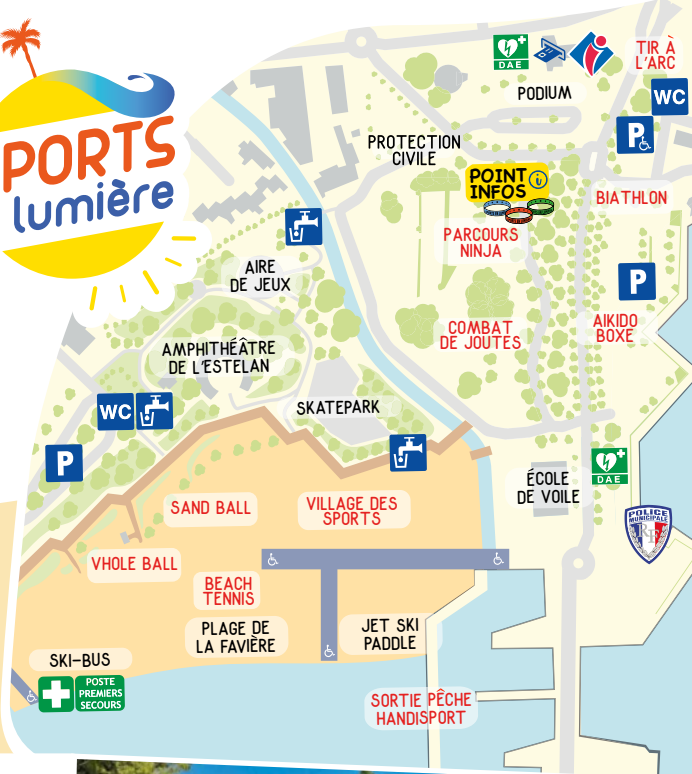 PORTS
lumière
DAE
TIR À
L'ARC
WC
PODIUM
P
PROTECTION
CIVILE
POINT
INFOS
i
BIATHLON
PARCOURS
NINJA
AIRE
DE JEUX
P
COMBAT
DE JOUTES
AIKIDO
BOXE
AMPHITHÉÂTRE
DE L'ESTELAN
WC
SKATEPARK
P
ÉCOLE
DE VOILE
DAE
SAND BALL
VILLAGE DES
SPORTS
POLICE
MUNICIPALE
RF
VHOLE BALL
BEACH
TENNIS
PLAGE DE
LA FAVIÈRE
JET SKI
PADDLE
SKI-BUS
POSTE
PREMIERS
SECOURS
SORTIE PÊCHE
HANDISPORT